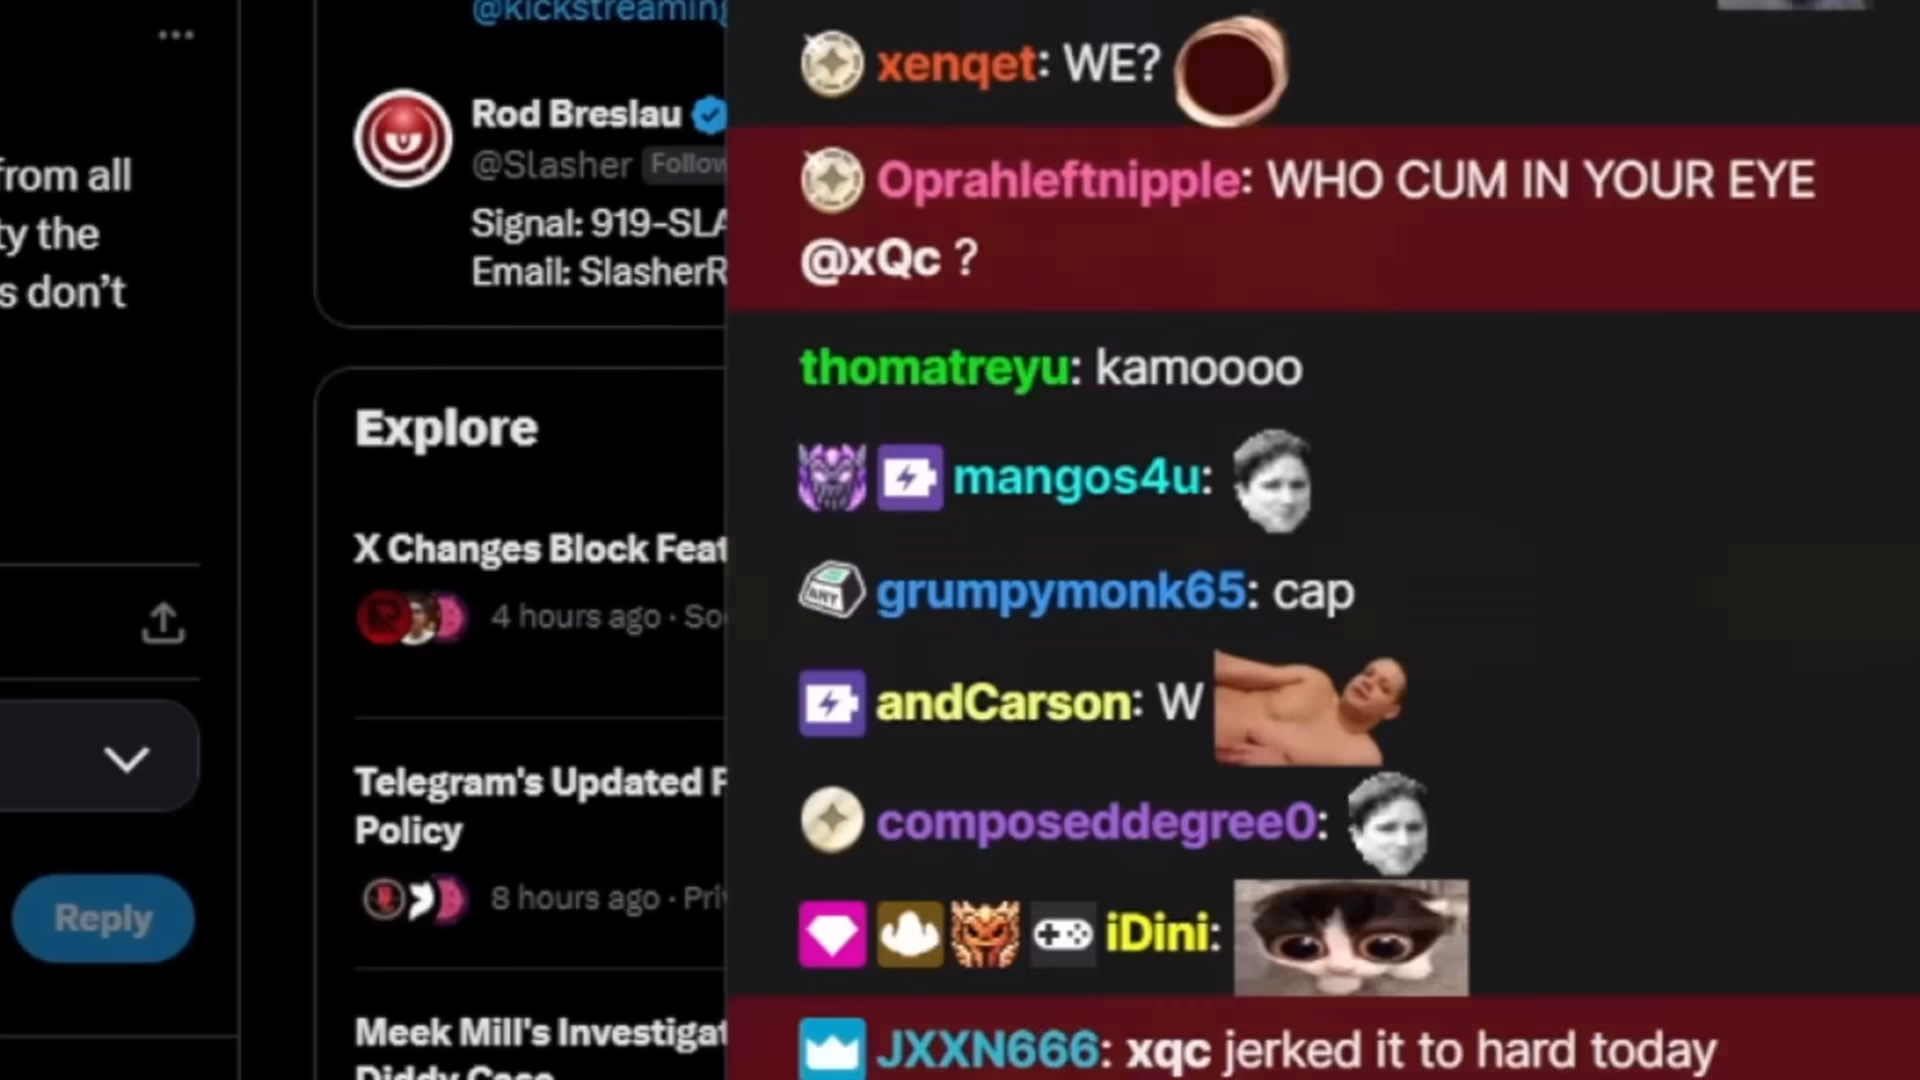 from all
ty the
s don't
Reply
@kickstreaming
Rod Breslau
@Slasher Follow
Signal: 919-SLA
Email: SlasherR
Explore
X Changes Block Feat
4 hours ago · So
Telegram's Updated P
Policy
8 hours ago · Pri
Meek Mill's Investigat
Diddy Case
xenqet: WE?
Oprahleftnipple: WHO CUM IN YOUR EYE
@xQc ?
thomatreyu: kamoooo
mangos4u:
ANY grumpymonk65: cap
andCarson: W
composeddegree0:
iDini:
JXXN666: xqc jerked it to hard today